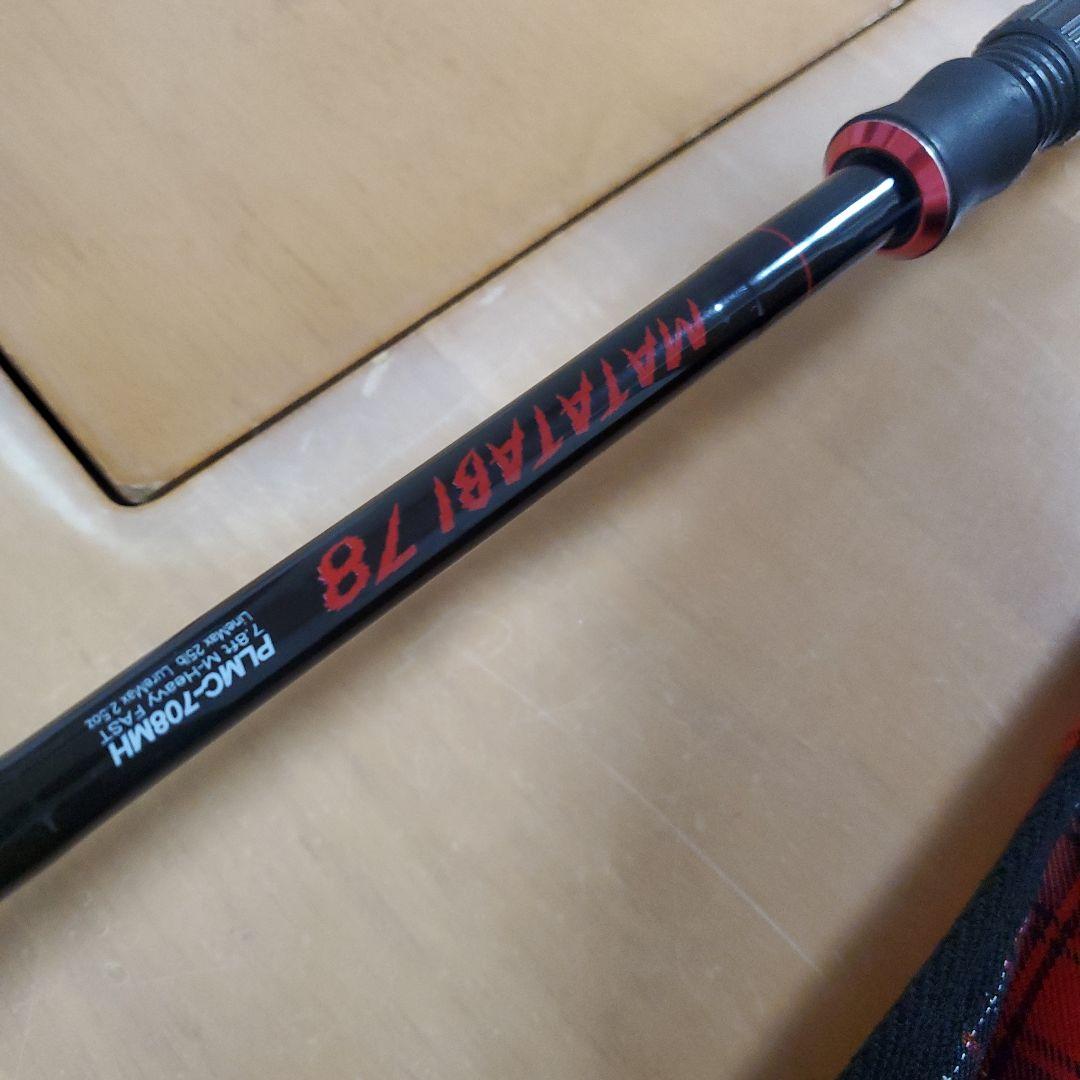 MATATABI 78
PLMC-708MH
7.8ft M-Heavy FAST
LineMax 25lb LureMax 2.5oz